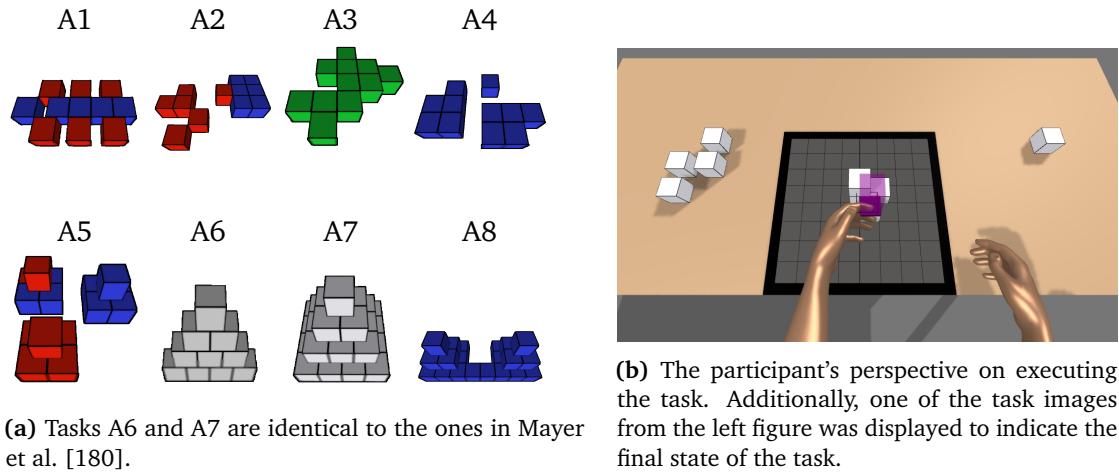 A1 A2 A3 A4
A5 A6 A7 A8
(a) Tasks A6 and A7 are identical to the ones in Mayer
et al. [180].
(b) The participant's perspective on executing
the task. Additionally, one of the task images
from the left figure was displayed to indicate the
final state of the task.